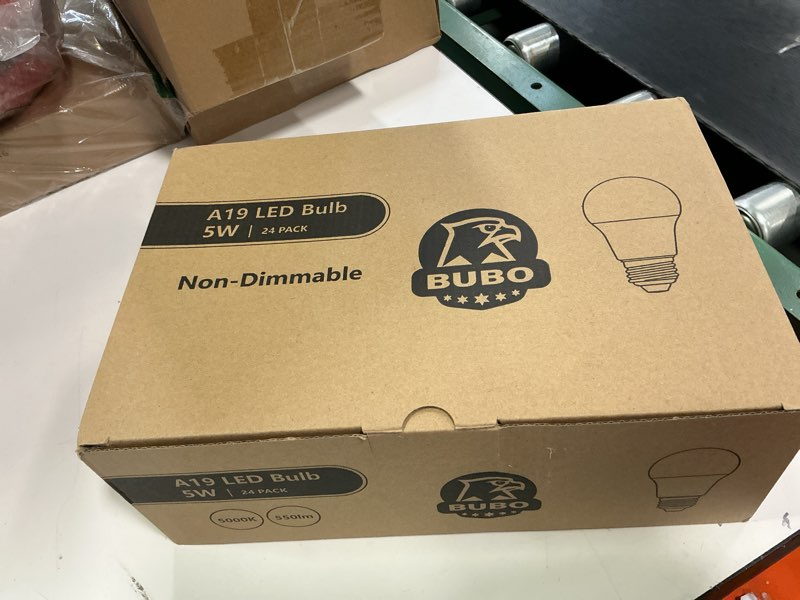 A19 LED Bulb
5W | 24 PACK
Non-Dimmable
BUBO
A19 LED Bulb
5W | 24 PACK
5000K 550lm
BUBO